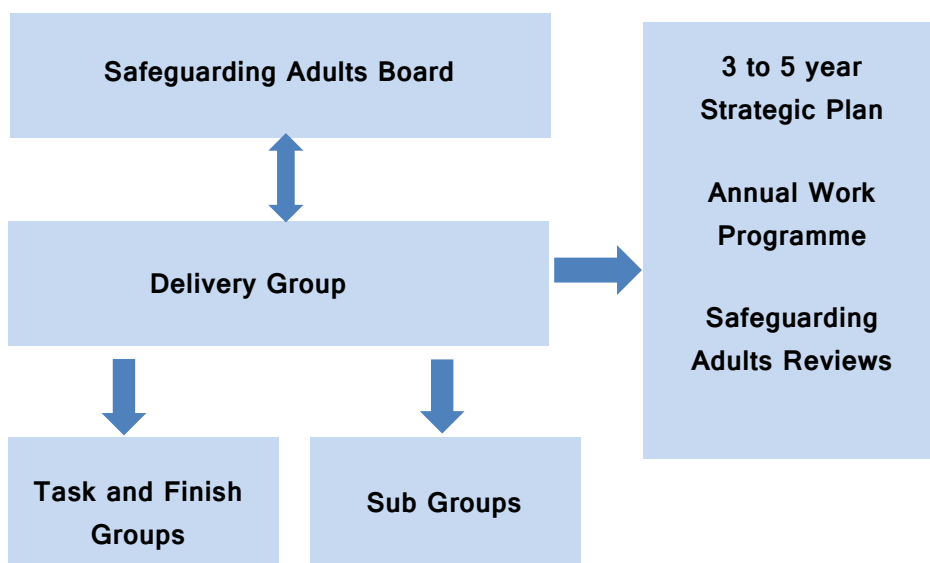 Safeguarding Adults Board
3 to 5 year
Strategic Plan
Annual Work
Programme
Safeguarding
Adults Reviews
Delivery Group
Task and Finish
Groups
Sub Groups